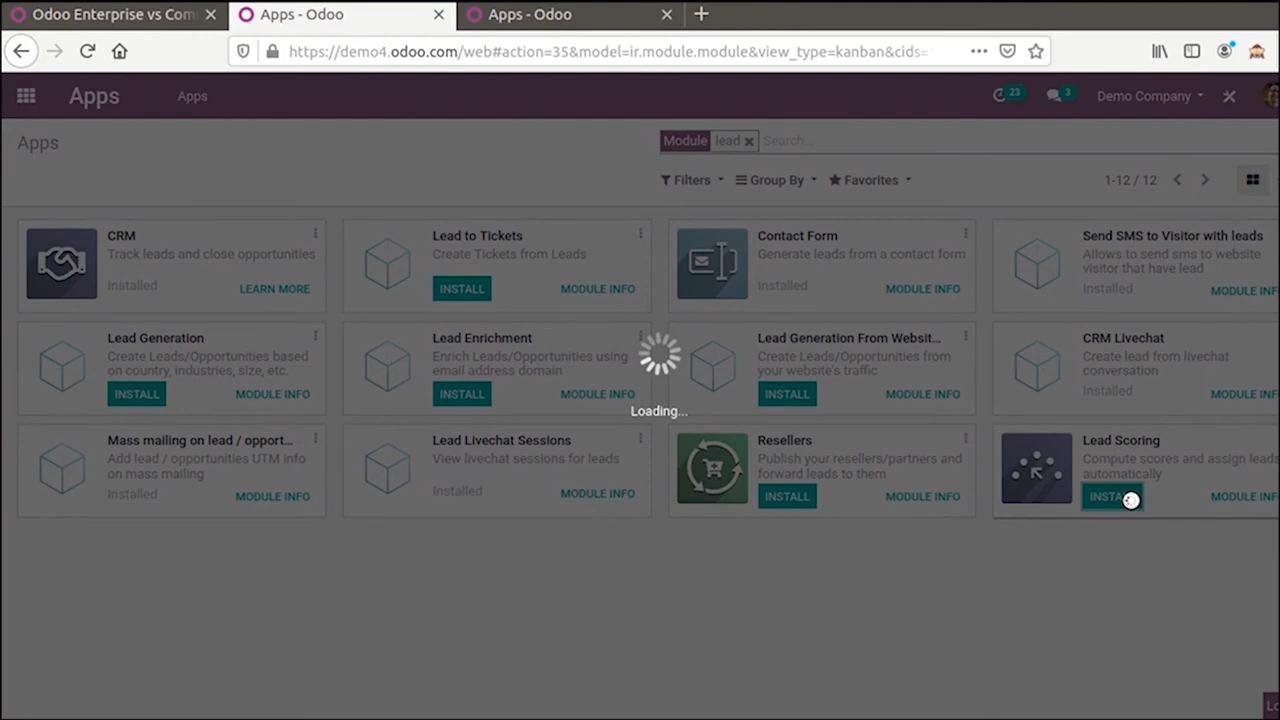 Odoo Enterprise vs Com
Apps - Odoo
Apps - Odoo
https://demo4.odoo.com/web#action=35&model=ir.module.module&view_type=kanban&cids=
Apps
Apps
23
3
Demo Company
Apps
Module
lead
Search...
Filters
Group By
Favorites
1-12 / 12
CRM
Track leads and close opportunities
Installed
LEARN MORE
Lead to Tickets
Create Tickets from Leads
INSTALL
MODULE INFO
Contact Form
Generate leads from a contact form
Installed
MODULE INFO
Send SMS to Visitor with leads
Allows to send sms to website
visitor that have lead
Installed
MODULE INF
Lead Generation
Create Leads/Opportunities based
on country, industries, size, etc.
INSTALL
MODULE INFO
Lead Enrichment
Enrich Leads/Opportunities using
email address domain
INSTALL
MODULE INFO
Lead Generation From Websit...
Create Leads/Opportunities from
your website's traffic
INSTALL
MODULE INFO
CRM Livechat
Create lead from livechat
conversation
Installed
MODULE INF
Loading...
Mass mailing on lead / opport...
Add lead / opportunities UTM info
on mass mailing
Installed
MODULE INFO
Lead Livechat Sessions
View livechat sessions for leads
Installed
MODULE INFO
Resellers
Publish your resellers/partners and
forward leads to them
INSTALL
MODULE INFO
Lead Scoring
Compute scores and assign leads
automatically
INSTA
MODULE INF
Lo